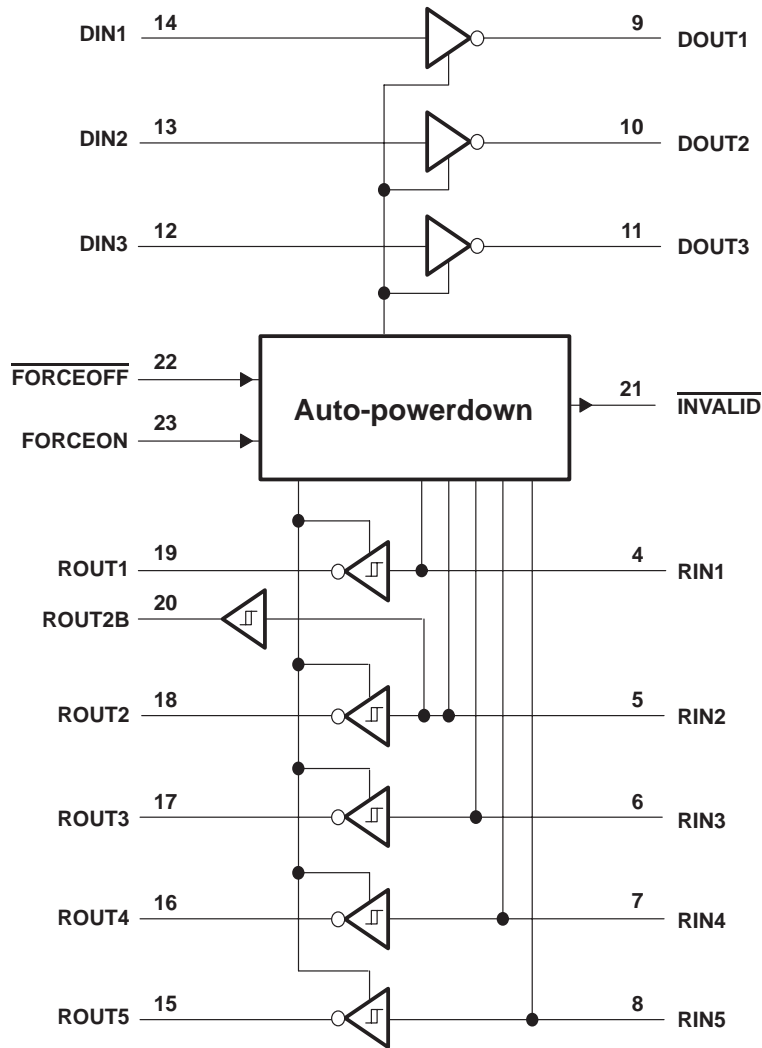 DIN1 14 9 DOUT1
DIN2 13 10 DOUT2
DIN3 12 11 DOUT3
FORCEOFF 22
Auto-powerdown
21 INVALID
FORCEON 23
ROUT1 19 4 RIN1
ROUT2B 20
ROUT2 18 5 RIN2
ROUT3 17 6 RIN3
ROUT4 16 7 RIN4
ROUT5 15 8 RIN5